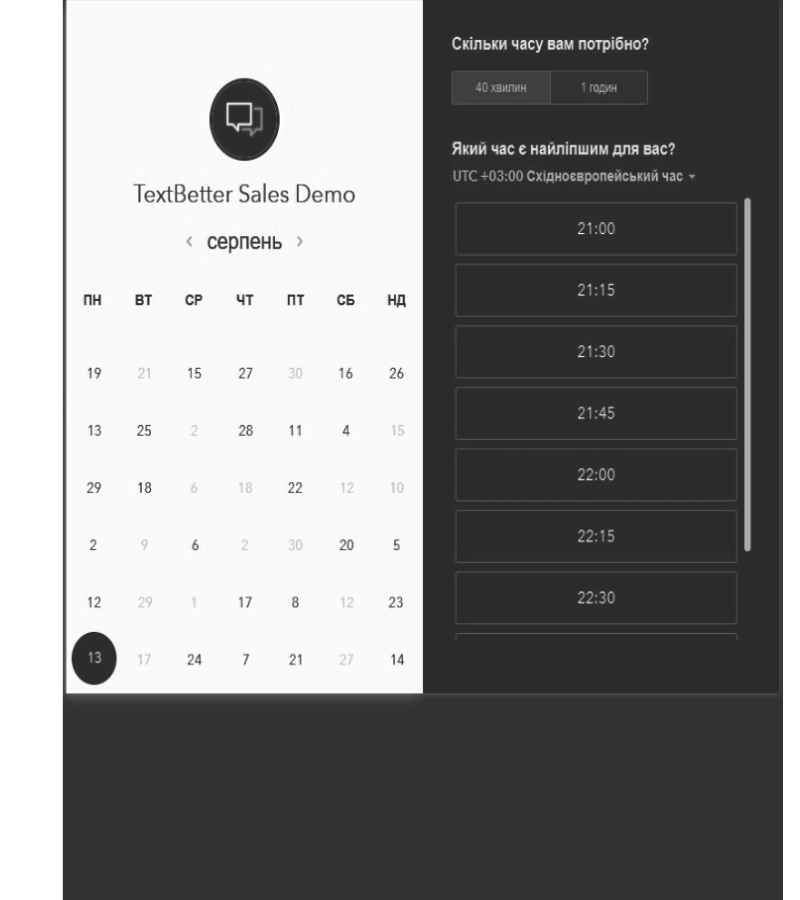 TextBetter Sales Demo
‹ серпень ›
ПН ВТ СР ЧТ ПТ СБ НД
19 21 15 27 30 16 26
13 25 2 28 11 4 15
29 18 6 18 22 12 10
2 9 6 2 30 20 5
12 29 1 17 8 12 23
13 17 24 7 21 27 14
Скільки часу вам потрібно?
40 хвилин 1 годин
Який час є найліпшим для вас?
UTC +03:00 Східноєвропейський час
21:00
21:15
21:30
21:45
22:00
22:15
22:30